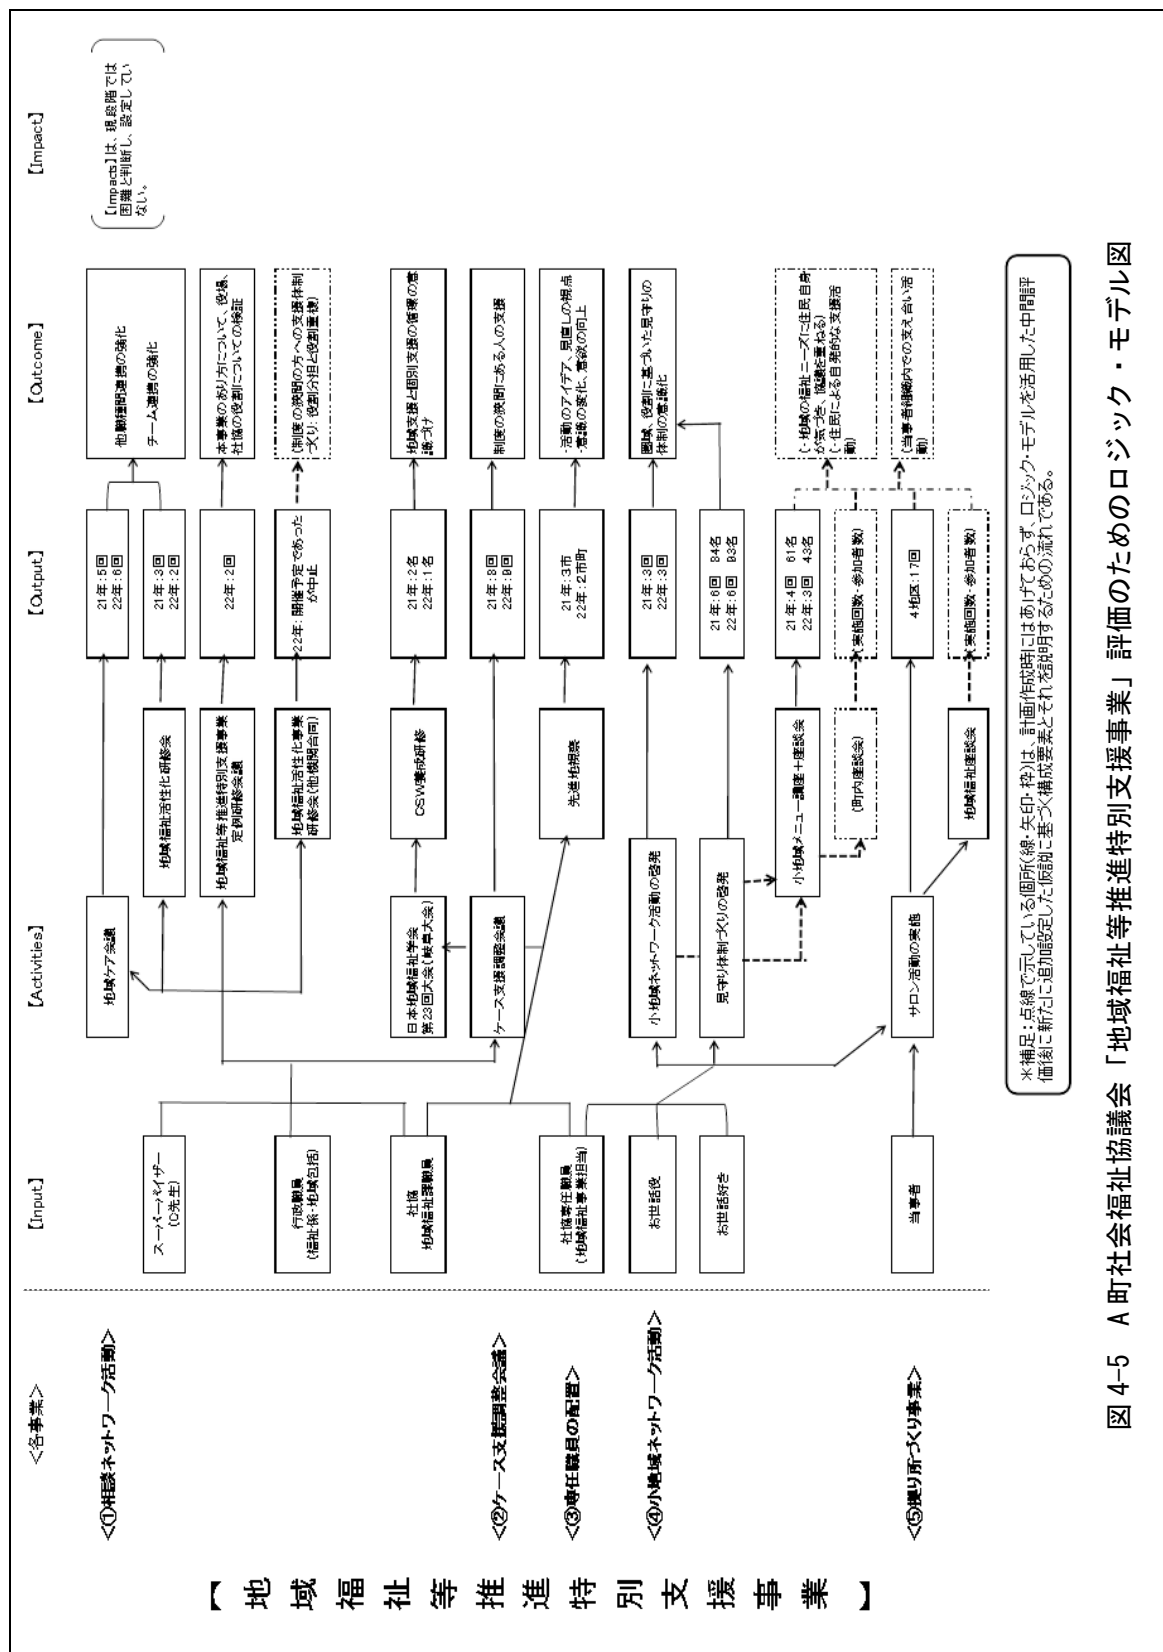 【 地 域 福 祉 等 推 進 特 別 支 援 事 業 】
<各事業>
【Input】
【Activities】
【Output】
【Outcome】
【Impact】
<①相談ネットワーク活動>
<②ケース支援調整会議>
<③専任職員の配置>
<④小地域ネットワーク活動>
<⑤拠り所づくり事業>
スーパーバイザー
(O先生)
行政職員
(福祉係・地域包括)
社協
地域福祉課職員
社協専任職員
(地域福祉事業担当)
お世話役
お世話好き
当事者
地域ケア会議
地域福祉活性化研修会
地域福祉等推進特別支援事業
定例研修会議
地域福祉活性化事業
研修会(他機関合同)
日本地域福祉学会
第23回大会(岐阜大会)
CSW養成研修
ケース支援調整会議
先進地視察
小地域ネットワーク活動の啓発
見守り体制づくりの啓発
小地域メニュー講座+座談会
(町内座談会)
サロン活動の実施
地域福祉座談会
21年:5回
22年:6回
21年:3回
22年:2回
22年:2回
22年:開催予定であった
が中止
21年:2名
22年:1名
21年:8回
22年:9回
21年:3市
22年:2市町
21年:3回
22年:3回
21年:6回 84名
22年:6回 93名
21年:4回 61名
22年:3回 43名
(実施回数・参加者数)
4地区:17回
(実施回数・参加者数)
他職種間連携の強化
チーム連携の強化
本事業のあり方について、役場、
社協の役割についての検証
(制度の狭間の方への支援体制
づくり:役割分担と役割重複)
地域支援と個別支援の循環の意
識づけ
制度の狭間にある人の支援
・活動のアイデア、見直しの視点
・意識の変化、意欲の向上
圏域、役割に基づいた見守りの
体制の意識化
(・地域の福祉ニーズに住民自身
が気づき、協議を重ねる)
(・住民による自発的な支援活
動)
(当事者組織内での支え合い活
動)
【Impacts】は、現段階では
困難と判断し、設定してい
ない。
※補足:点線で示している個所(線・矢印・枠)は、計画作成時にはあげておらず、ロジック・モデルを活用した中間評
価後に新たに追加設定した仮説に基づく構成要素とそれを説明するための流れである。
図 4-5 A 町社会福祉協議会「地域福祉等推進特別支援事業」評価のためのロジック・モデル図